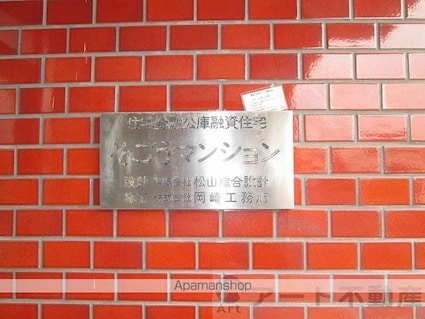 住宅金融公庫融資住宅
マンション
設計 株式会社 松山綜合設計
施工 株式会社 岡崎工務店
Apamanshop
アート不動産
Art